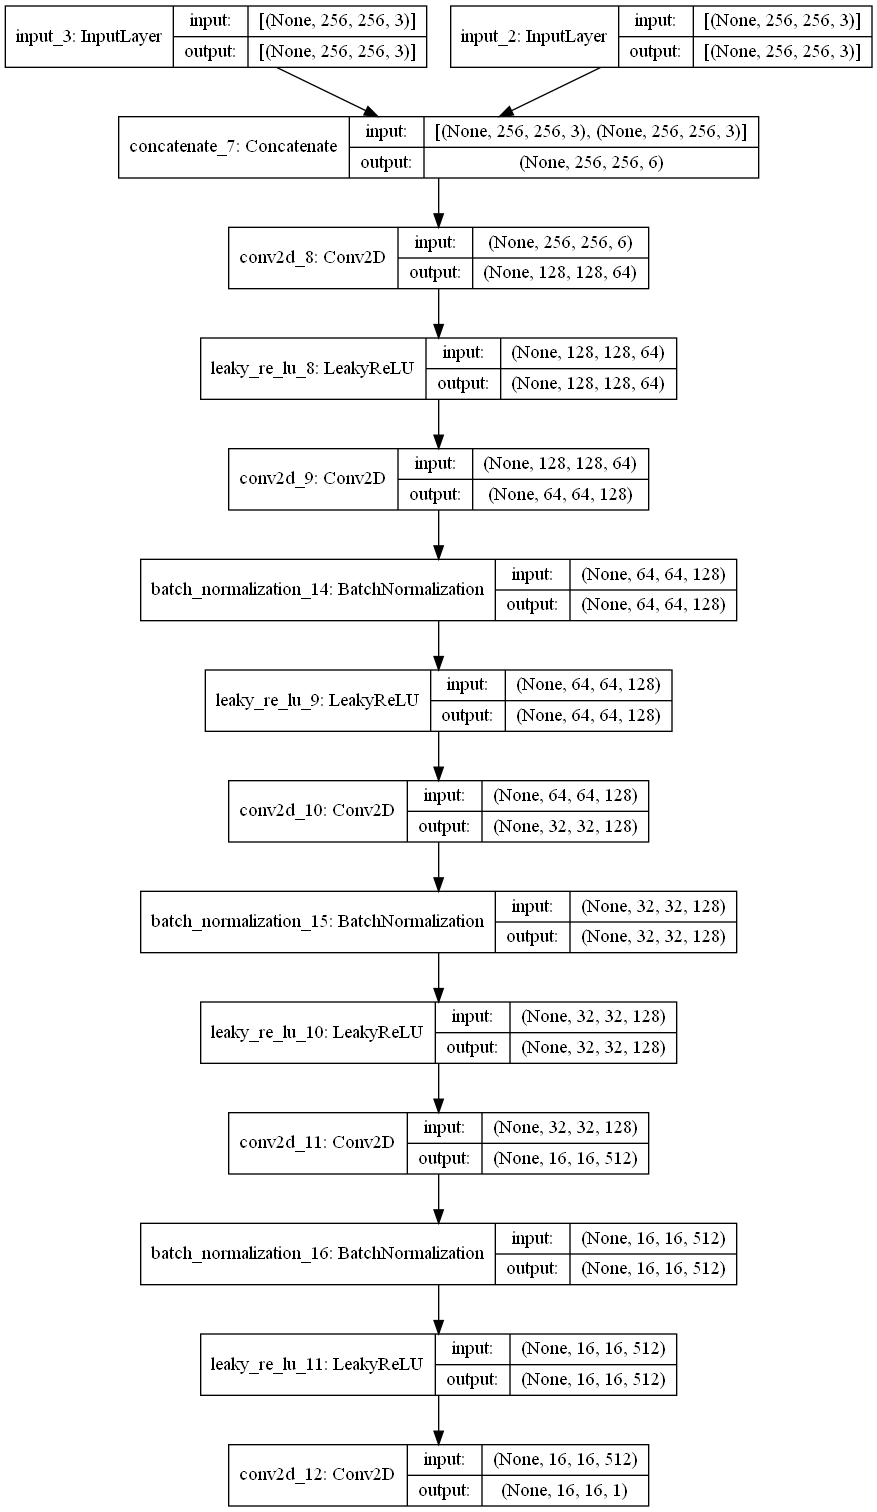 input_3: InputLayer
input: [(None, 256, 256, 3)]
output: [(None, 256, 256, 3)]
input_2: InputLayer
input: [(None, 256, 256, 3)]
output: [(None, 256, 256, 3)]
concatenate_7: Concatenate
input: [(None, 256, 256, 3), (None, 256, 256, 3)]
output: (None, 256, 256, 6)
conv2d_8: Conv2D
input: (None, 256, 256, 6)
output: (None, 128, 128, 64)
leaky_re_lu_8: LeakyReLU
input: (None, 128, 128, 64)
output: (None, 128, 128, 64)
conv2d_9: Conv2D
input: (None, 128, 128, 64)
output: (None, 64, 64, 128)
batch_normalization_14: BatchNormalization
input: (None, 64, 64, 128)
output: (None, 64, 64, 128)
leaky_re_lu_9: LeakyReLU
input: (None, 64, 64, 128)
output: (None, 64, 64, 128)
conv2d_10: Conv2D
input: (None, 64, 64, 128)
output: (None, 32, 32, 128)
batch_normalization_15: BatchNormalization
input: (None, 32, 32, 128)
output: (None, 32, 32, 128)
leaky_re_lu_10: LeakyReLU
input: (None, 32, 32, 128)
output: (None, 32, 32, 128)
conv2d_11: Conv2D
input: (None, 32, 32, 128)
output: (None, 16, 16, 512)
batch_normalization_16: BatchNormalization
input: (None, 16, 16, 512)
output: (None, 16, 16, 512)
leaky_re_lu_11: LeakyReLU
input: (None, 16, 16, 512)
output: (None, 16, 16, 512)
conv2d_12: Conv2D
input: (None, 16, 16, 512)
output: (None, 16, 16, 1)